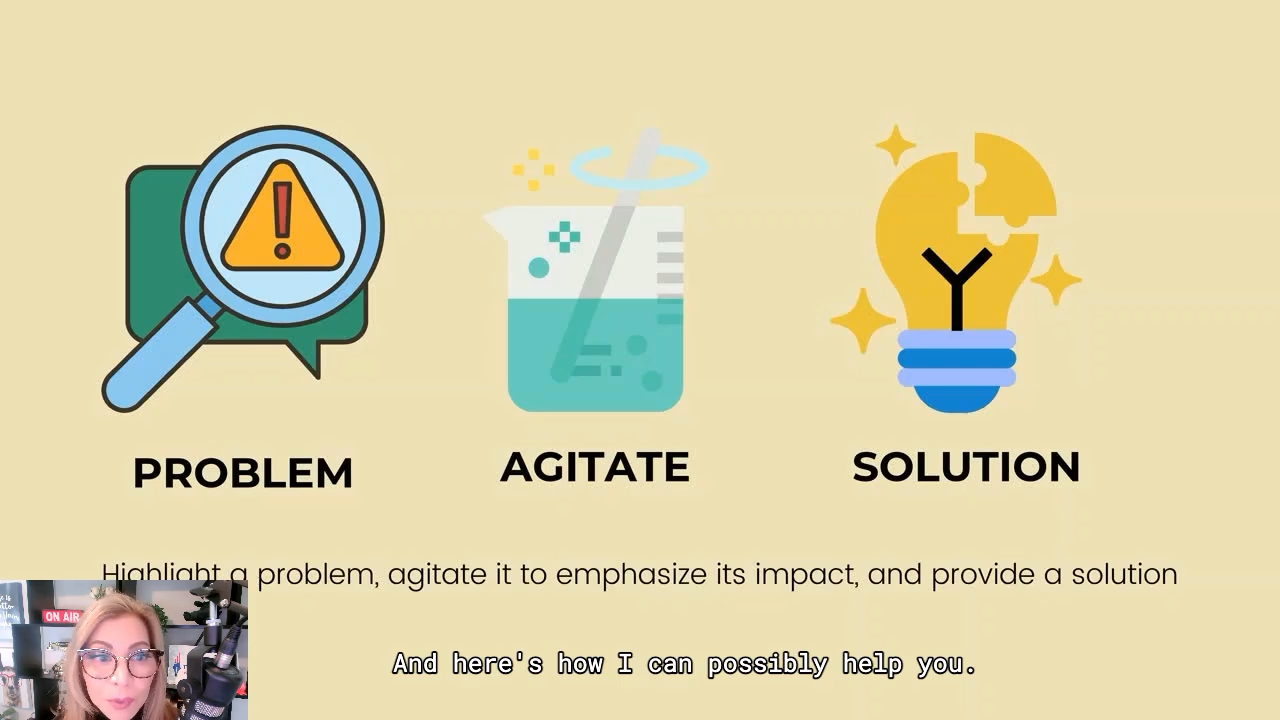 PROBLEM
AGITATE
SOLUTION
Highlight a problem, agitate it to emphasize its impact, and provide a solution
ON AIR
And here's how I can possibly help you.